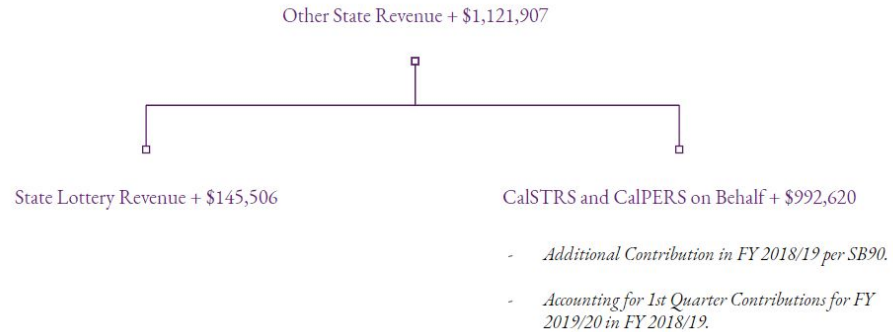 Other State Revenue + $1,121,907
State Lottery Revenue + $145,506
CalSTRS and CalPERS on Behalf + $992,620
- Additional Contribution in FY 2018/19 per SB90.
- Accounting for 1st Quarter Contributions for FY
2019/20 in FY 2018/19.